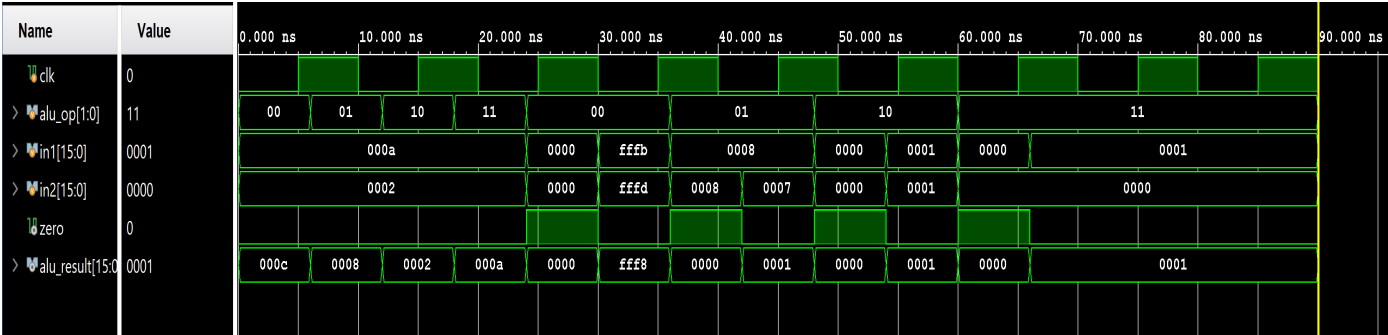 Name Value
0.000 ns 10.000 ns 20.000 ns 30.000 ns 40.000 ns 50.000 ns 60.000 ns 70.000 ns 80.000 ns 90.000 ns
clk 0
alu_op[1:0] 11 00 01 10 11 00 01 10 11
in1[15:0] 0001 000a 0000 fffb 0008 0000 0001 0000 0001
in2[15:0] 0000 0002 0000 fffd 0008 0007 0000 0001 0000
zero 0
alu_result[15:0 0001 000c 0008 0002 000a 0000 fff8 0000 0001 0000 0001 0000 0001